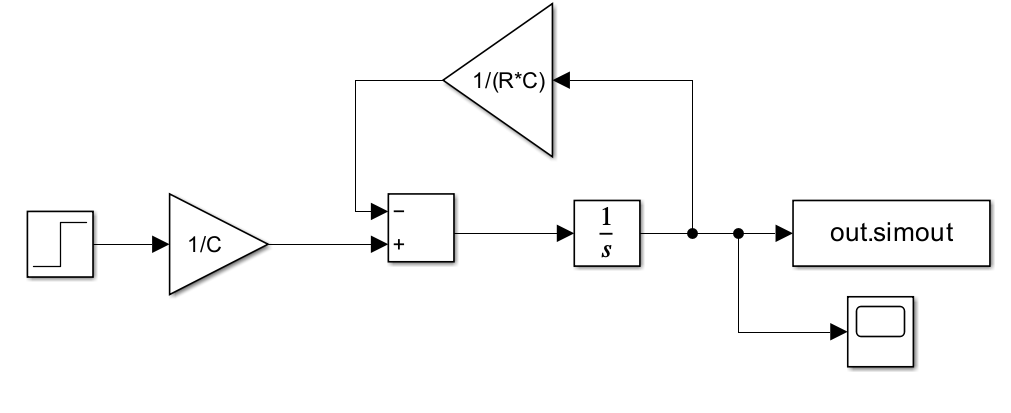 1/(R*C)
−
+
1/C
1
s
out.simout